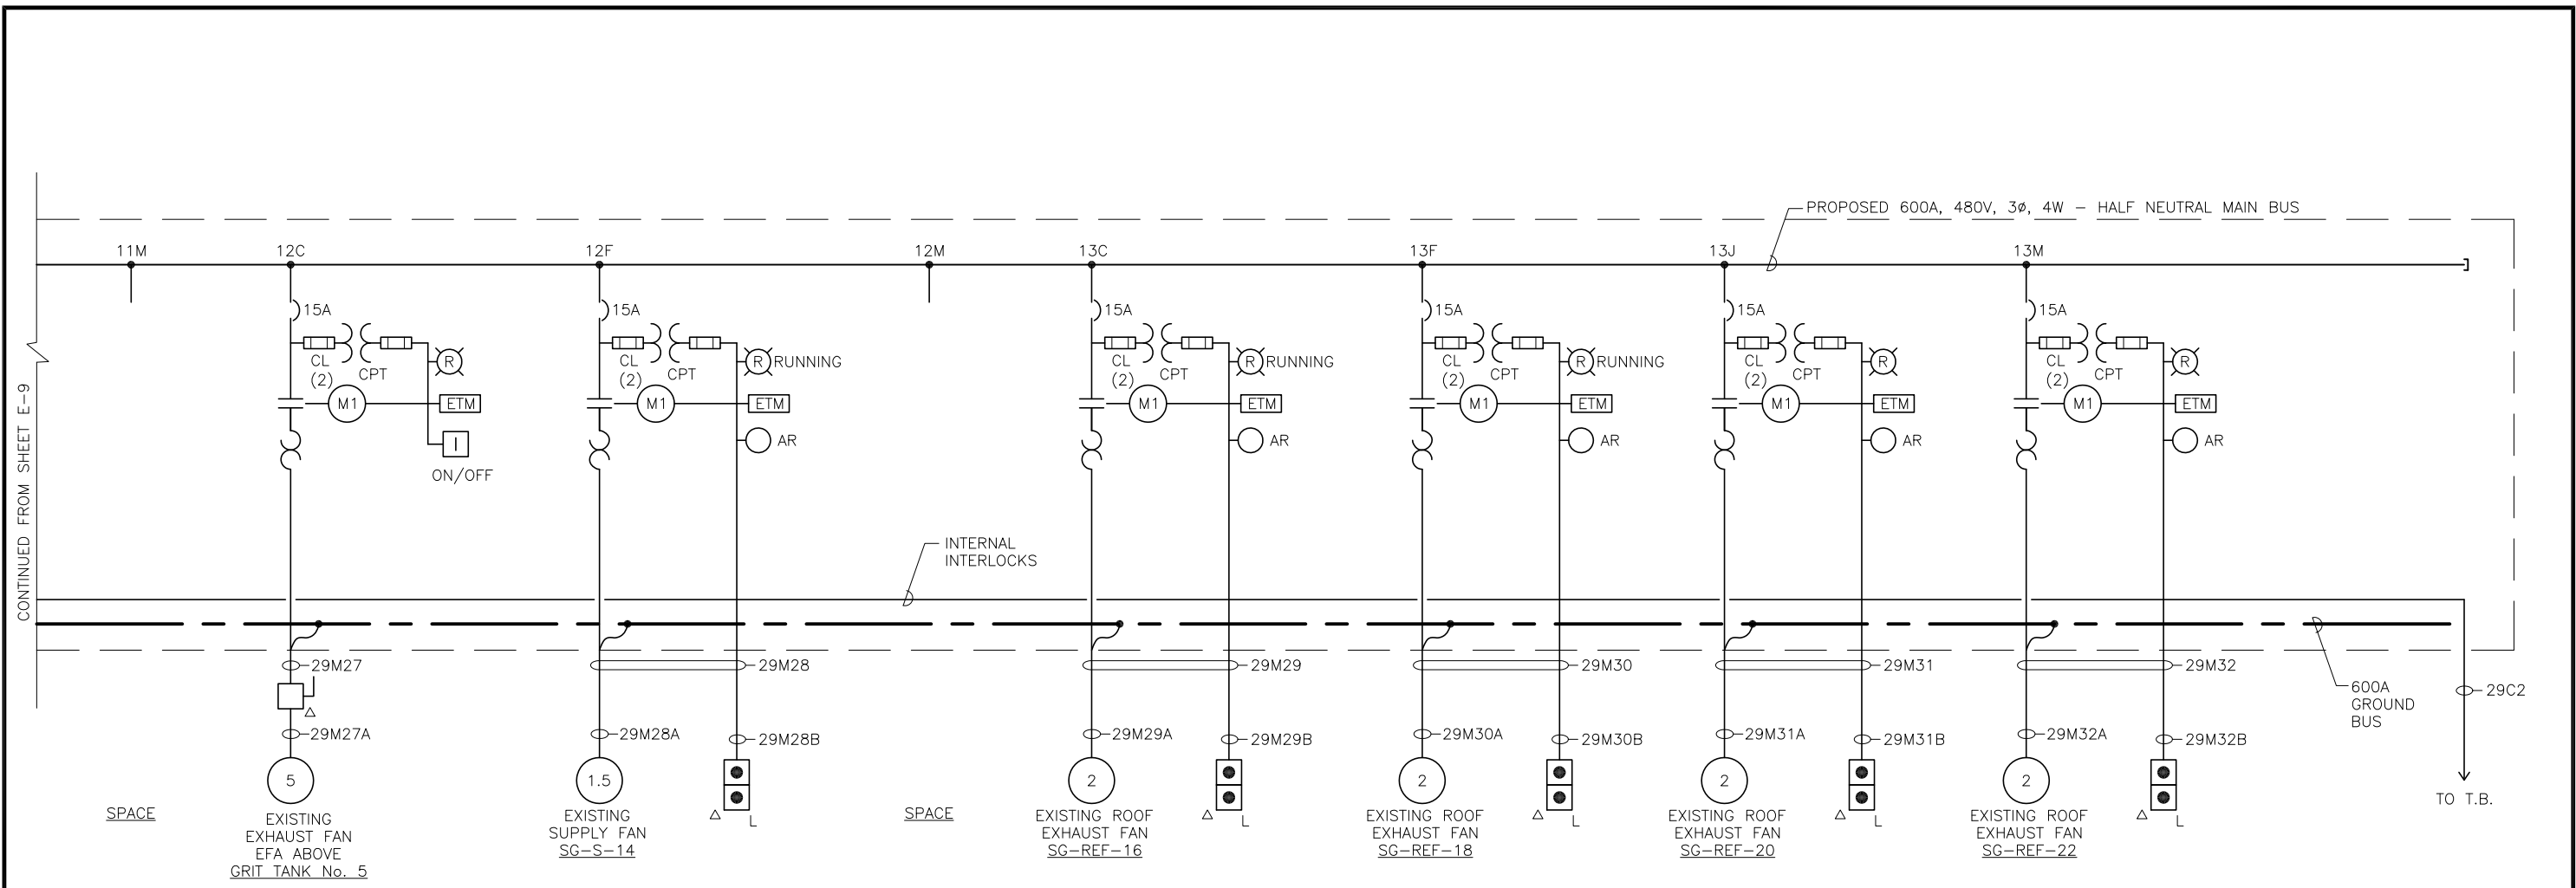 PROPOSED 600A, 480V, 3ø, 4W – HALF NEUTRAL MAIN BUS
11M
12C
12F
12M
13C
13F
13J
13M
15A
15A
15A
15A
15A
15A
CL
(2)
CPT
R
CL
(2)
CPT
R
RUNNING
CL
(2)
CPT
R
RUNNING
CL
(2)
CPT
R
RUNNING
CL
(2)
CPT
R
CL
(2)
CPT
R
M1
ETM
M1
ETM
M1
ETM
M1
ETM
M1
ETM
M1
ETM
I
ON/OFF
AR
AR
AR
AR
AR
CONTINUED FROM SHEET E–9
INTERNAL
INTERLOCKS
29M27
29M28
29M29
29M30
29M31
29M32
600A
GROUND
BUS
29C2
29M27A
29M28A
29M28B
29M29A
29M29B
29M30A
29M30B
29M31A
29M31B
29M32A
29M32B
SPACE
5
EXISTING
EXHAUST FAN
EFA ABOVE
GRIT TANK No. 5
1.5
EXISTING
SUPPLY FAN
SG–S–14
L
SPACE
2
EXISTING ROOF
EXHAUST FAN
SG–REF–16
L
2
EXISTING ROOF
EXHAUST FAN
SG–REF–18
L
2
EXISTING ROOF
EXHAUST FAN
SG–REF–20
L
2
EXISTING ROOF
EXHAUST FAN
SG–REF–22
L
TO T.B.